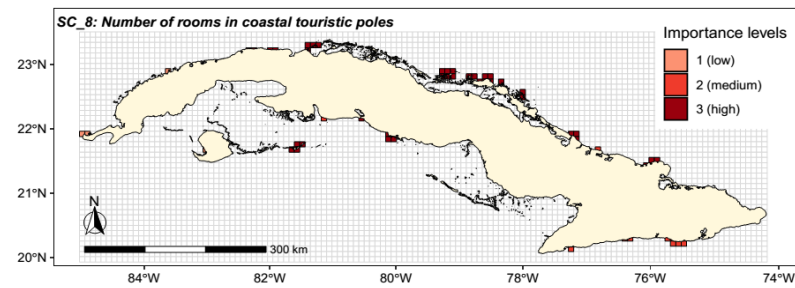 SC_8: Number of rooms in coastal touristic poles
Importance levels
1 (low)
2 (medium)
3 (high)
23°N
22°N
21°N
20°N
N
300 km
84°W
82°W
80°W
78°W
76°W
74°W